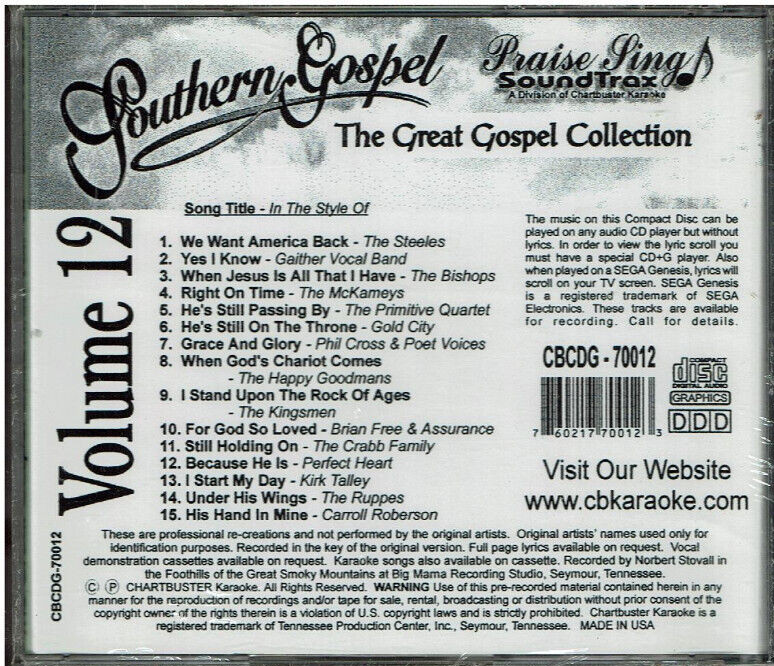 Southern Gospel
Praise Sing
SoundTrax
A Division of Chartbuster Karaoke
The Great Gospel Collection
Volume 12
CBCDG-70012
Song Title - In The Style Of
1. We Want America Back - The Steeles
2. Yes I Know - Gaither Vocal Band
3. When Jesus Is All That I Have - The Bishops
4. Right On Time - The McKameys
5. He's Still Passing By - The Primitive Quartet
6. He's Still On The Throne - Gold City
7. Grace And Glory - Phil Cross & Poet Voices
8. When God's Chariot Comes
- The Happy Goodmans
9. I Stand Upon The Rock Of Ages
- The Kingsmen
10. For God So Loved - Brian Free & Assurance
11. Still Holding On - The Crabb Family
12. Because He Is - Perfect Heart
13. I Start My Day - Kirk Talley
14. Under His Wings - The Ruppes
15. His Hand In Mine - Carroll Roberson
The music on this Compact Disc can be
played on any audio CD player but without
lyrics. In order to view the lyric scroll you
must have a special CD+G player. Also
when played on a SEGA Genesis, lyrics will
scroll on your TV screen. SEGA Genesis
is a registered trademark of SEGA
Electronics. These tracks are available
for recording. Call for details.
CBCDG - 70012
7 60217 70012 3
COMPACT
disc
DIGITAL AUDIO
GRAPHICS
DDD
Visit Our Website
www.cbkaraoke.com
These are professional re-creations and not performed by the original artists. Original artists' names used only for
identification purposes. Recorded in the key of the original version. Full page lyrics available on request. Vocal
demonstration cassettes available on request. Karaoke songs also available on cassette. Recorded by Norbert Stovall in
the Foothills of the Great Smoky Mountains at Big Mama Recording Studio, Seymour, Tennessee.
© ℗ CHARTBUSTER Karaoke. All Rights Reserved. WARNING Use of this pre-recorded material contained herein in any
manner for the reproduction of recordings and/or tape for sale, rental, broadcasting or distribution without prior consent of the
copyright owner of the rights therein is a violation of U.S. copyright laws and is strictly prohibited. Chartbuster Karaoke is a
registered trademark of Tennessee Production Center, Inc., Seymour, Tennessee. MADE IN USA